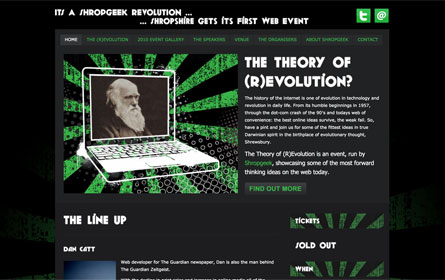 ITS A SHROPGEEK REVOLUTION ...
... SHROPSHIRE GETS ITS FIRST WEB EVENT
HOME THE (R)EVOLUTION 2010 EVENT GALLERY THE SPEAKERS VENUE THE ORGANISERS ABOUT SHROPGEEK CONTACT
THE THEORY OF
(R)EVOLUTION?
The history of the internet is one of evolution in technology and
revolution in daily life. From its humble beginnings in 1957,
through the dot-com crash of the 90's and todays web of
convenience: the best online ideas survive, the weak fail. So,
have a pint and join us for some of the fittest ideas in true
Darwinian spirit in the birthplace of evolutionary thought,
Shrewsbury.
The Theory of (R)Evolution is an event, run by
Shropgeek, showcasing some of the most forward
thinking ideas on the web today.
FIND OUT MORE
THE LINE UP
DAN CATT
Web developer for The Guardian newspaper, Dan is also the man behind
The Guardian Zeitgeist.
TICKETS
SOLD OUT
WHEN